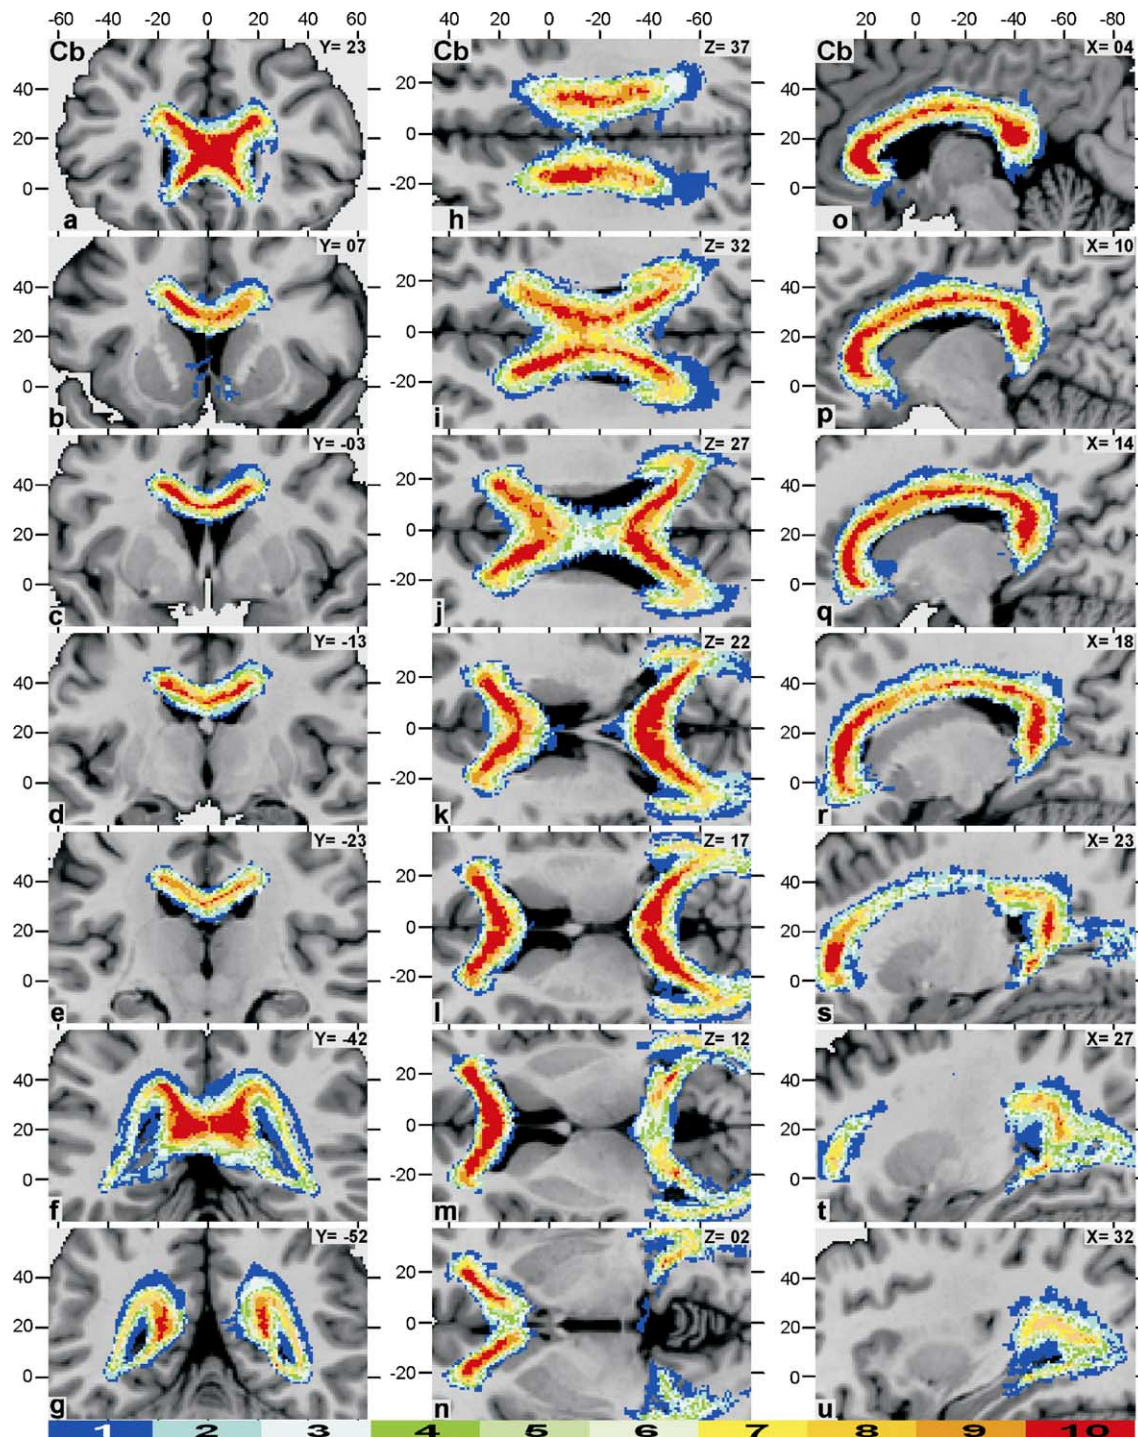 -60 -40 -20 0 20 40 60 40 20 0 -20 -40 -60 20 0 -20 -40 -60 -80
Cb Y= 23 Cb Z= 37 Cb X= 04
40 20 0 20 0 -20 40 20 0
a h o
Y= 07 Z= 32 X= 10
40 20 0 20 0 -20 40 20 0
b i p
Y= -03 Z= 27 X= 14
40 20 0 20 0 -20 40 20 0
c j q
Y= -13 Z= 22 X= 18
40 20 0 20 0 -20 40 20 0
d k r
Y= -23 Z= 17 X= 23
40 20 0 20 0 -20 40 20 0
e l s
Y= -42 Z= 12 X= 27
40 20 0 20 0 -20 40 20 0
f m t
Y= -52 Z= 02 X= 32
40 20 0 20 0 -20 40 20 0
g n u
1 2 3 4 5 6 7 8 9 10